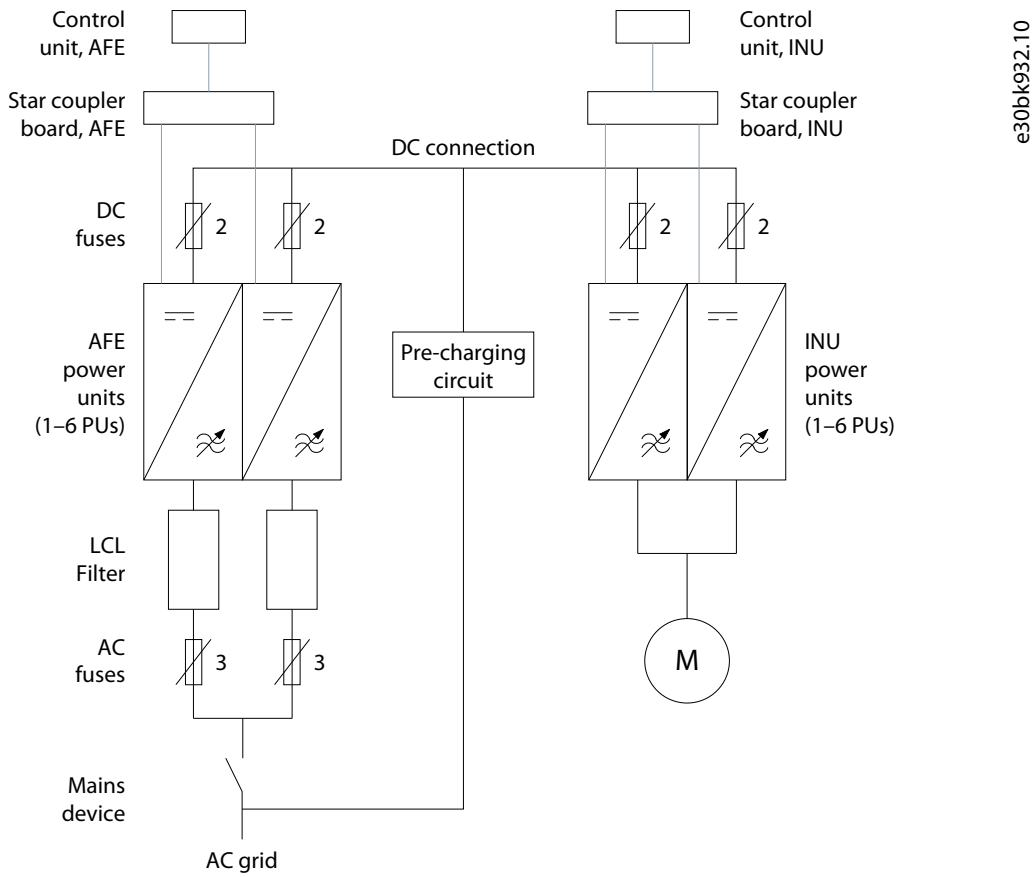 Control
unit, AFE
Control
unit, INU
e30bk932.10
Star coupler
board, AFE
Star coupler
board, INU
DC connection
DC
fuses
2
2
2
2
AFE
power
units
(1–6 PUs)
Pre-charging
circuit
INU
power
units
(1–6 PUs)
LCL
Filter
AC
fuses
3
3
M
Mains
device
AC grid